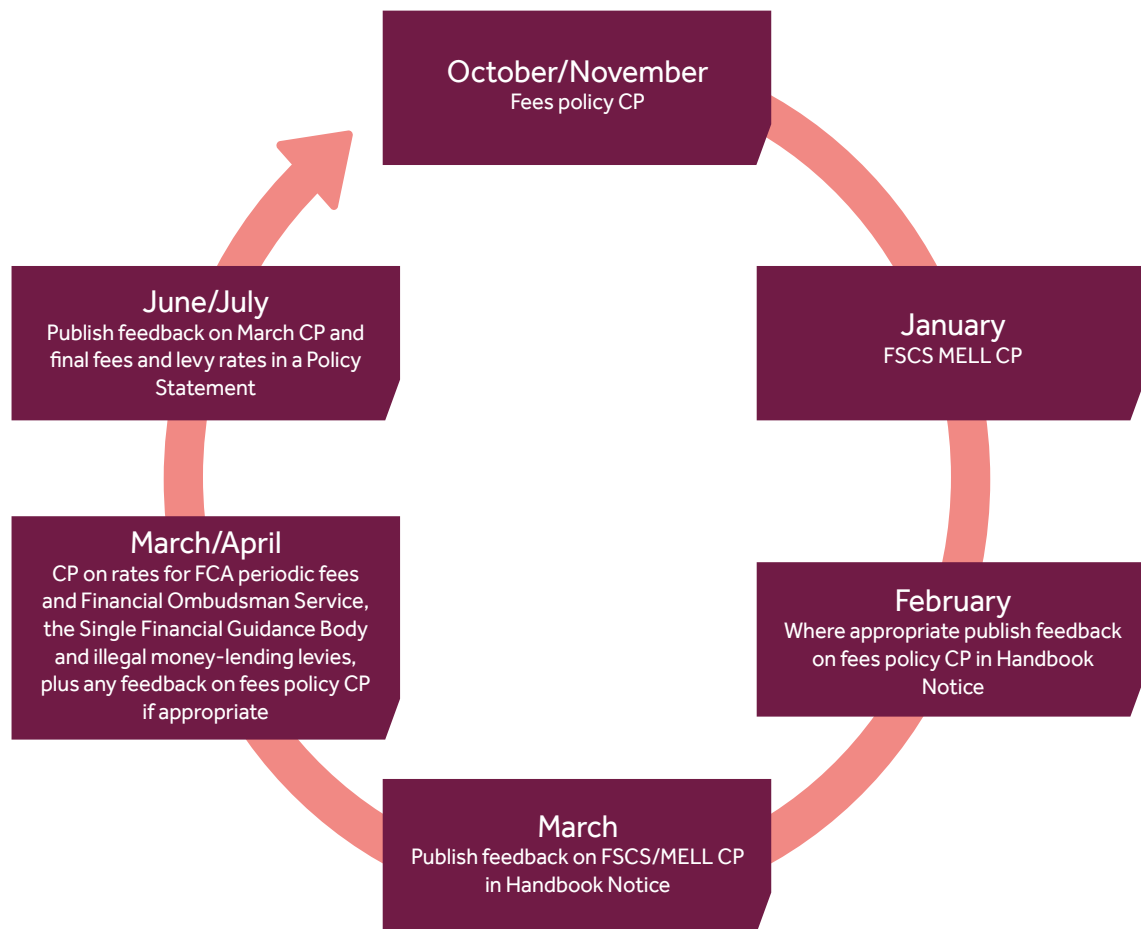 October/November
Fees policy CP
January
FSCS MELL CP
February
Where appropriate publish feedback
on fees policy CP in Handbook
Notice
March
Publish feedback on FSCS/MELL CP
in Handbook Notice
March/April
CP on rates for FCA periodic fees
and Financial Ombudsman Service,
the Single Financial Guidance Body
and illegal money-lending levies,
plus any feedback on fees policy CP
if appropriate
June/July
Publish feedback on March CP and
final fees and levy rates in a Policy
Statement